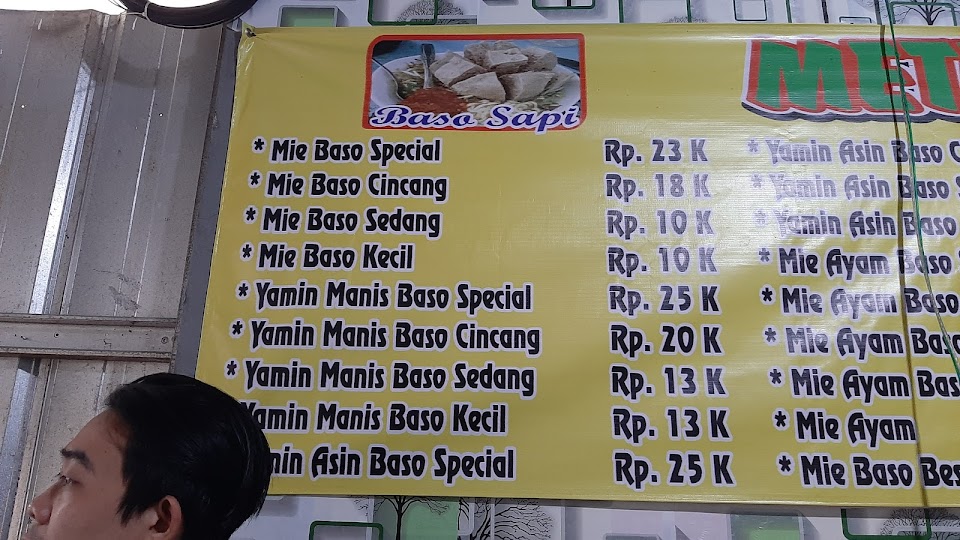 Baso Sapi
* Mie Baso Special Rp. 23 K
* Mie Baso Cincang Rp. 18 K
* Mie Baso Sedang Rp. 10 K
* Mie Baso Kecil Rp. 10 K
* Yamin Manis Baso Special Rp. 25 K
* Yamin Manis Baso Cincang Rp. 20 K
* Yamin Manis Baso Sedang Rp. 13 K
Yamin Manis Baso Kecil Rp. 13 K
Asin Baso Special Rp. 25 K
* Yamin Asin Baso
* Yamin Asin Baso
* Yamin Asin Baso
* Mie Ayam Baso
* Mie Ayam Baso
* Mie Ayam
* Mie Ayam
* Mie Ayam
* Mie Baso